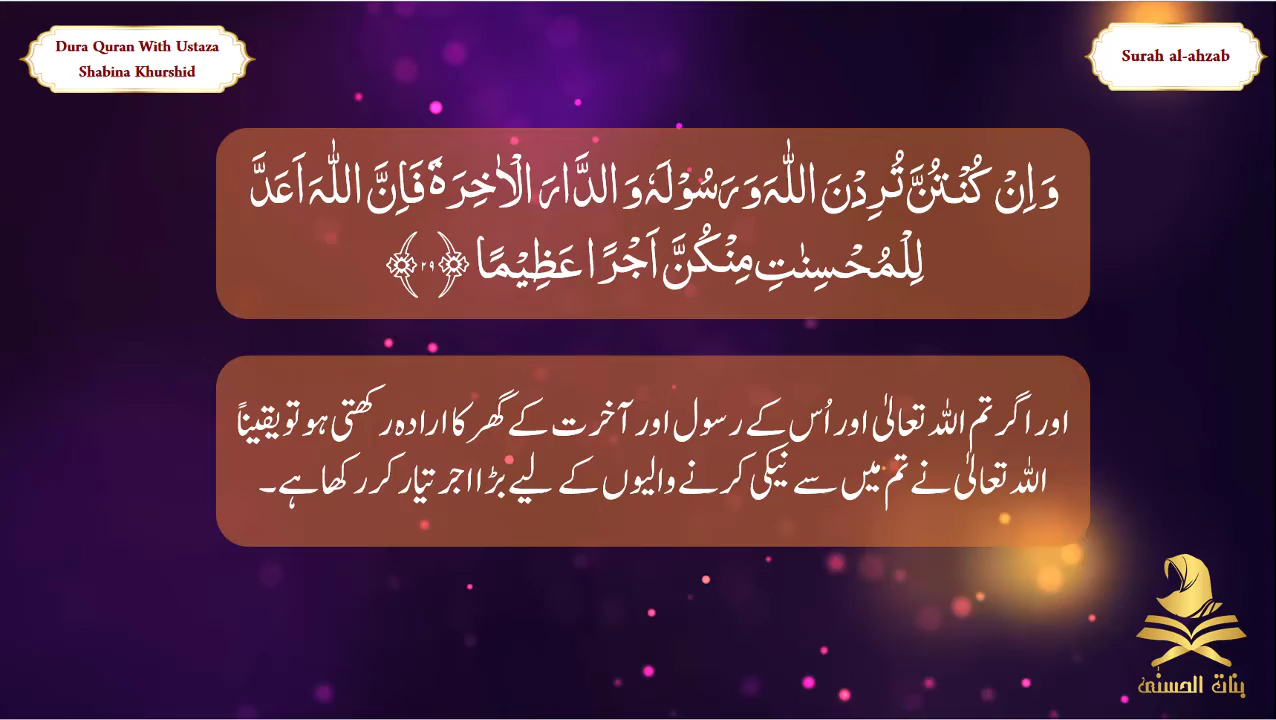 Dura Quran With Ustaza
Shabina Khurshid
Surah al-ahzab
وَ اِنْ كُنْتُنَّ تُرِدْنَ اللّٰهَ وَ رَسُوْلَهٗ وَ الدَّارَ الْاٰخِرَةَ فَاِنَّ اللّٰهَ اَعَدَّ
لِلْمُحْسِنٰتِ مِنْكُنَّ اَجْرًا عَظِيْمًا ﴿۲۹﴾
اور اگر تم اللہ تعالیٰ اور اُس کے رسول اور آخرت کے گھر کا ارادہ رکھتی ہو تو یقیناً
اللہ تعالیٰ نے تم میں سے نیکی کرنے والیوں کے لیے بڑا اجر تیار کر رکھا ہے۔
بنات الحسنٰی